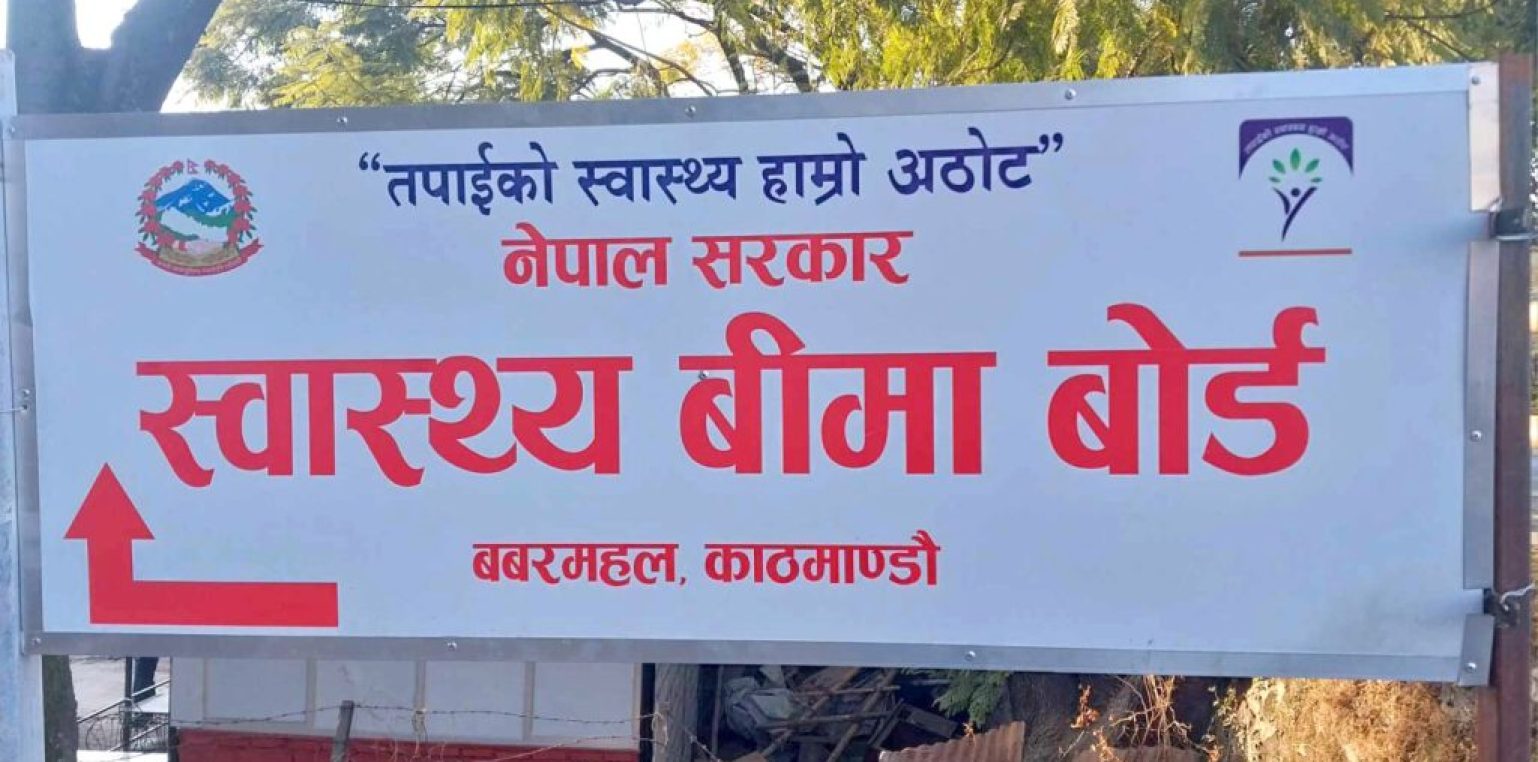 “तपाईको स्वास्थ्य हाम्रो अठोट”
नेपाल सरकार
स्वास्थ्य बीमा बोर्ड
बबरमहल, काठमाण्डौ